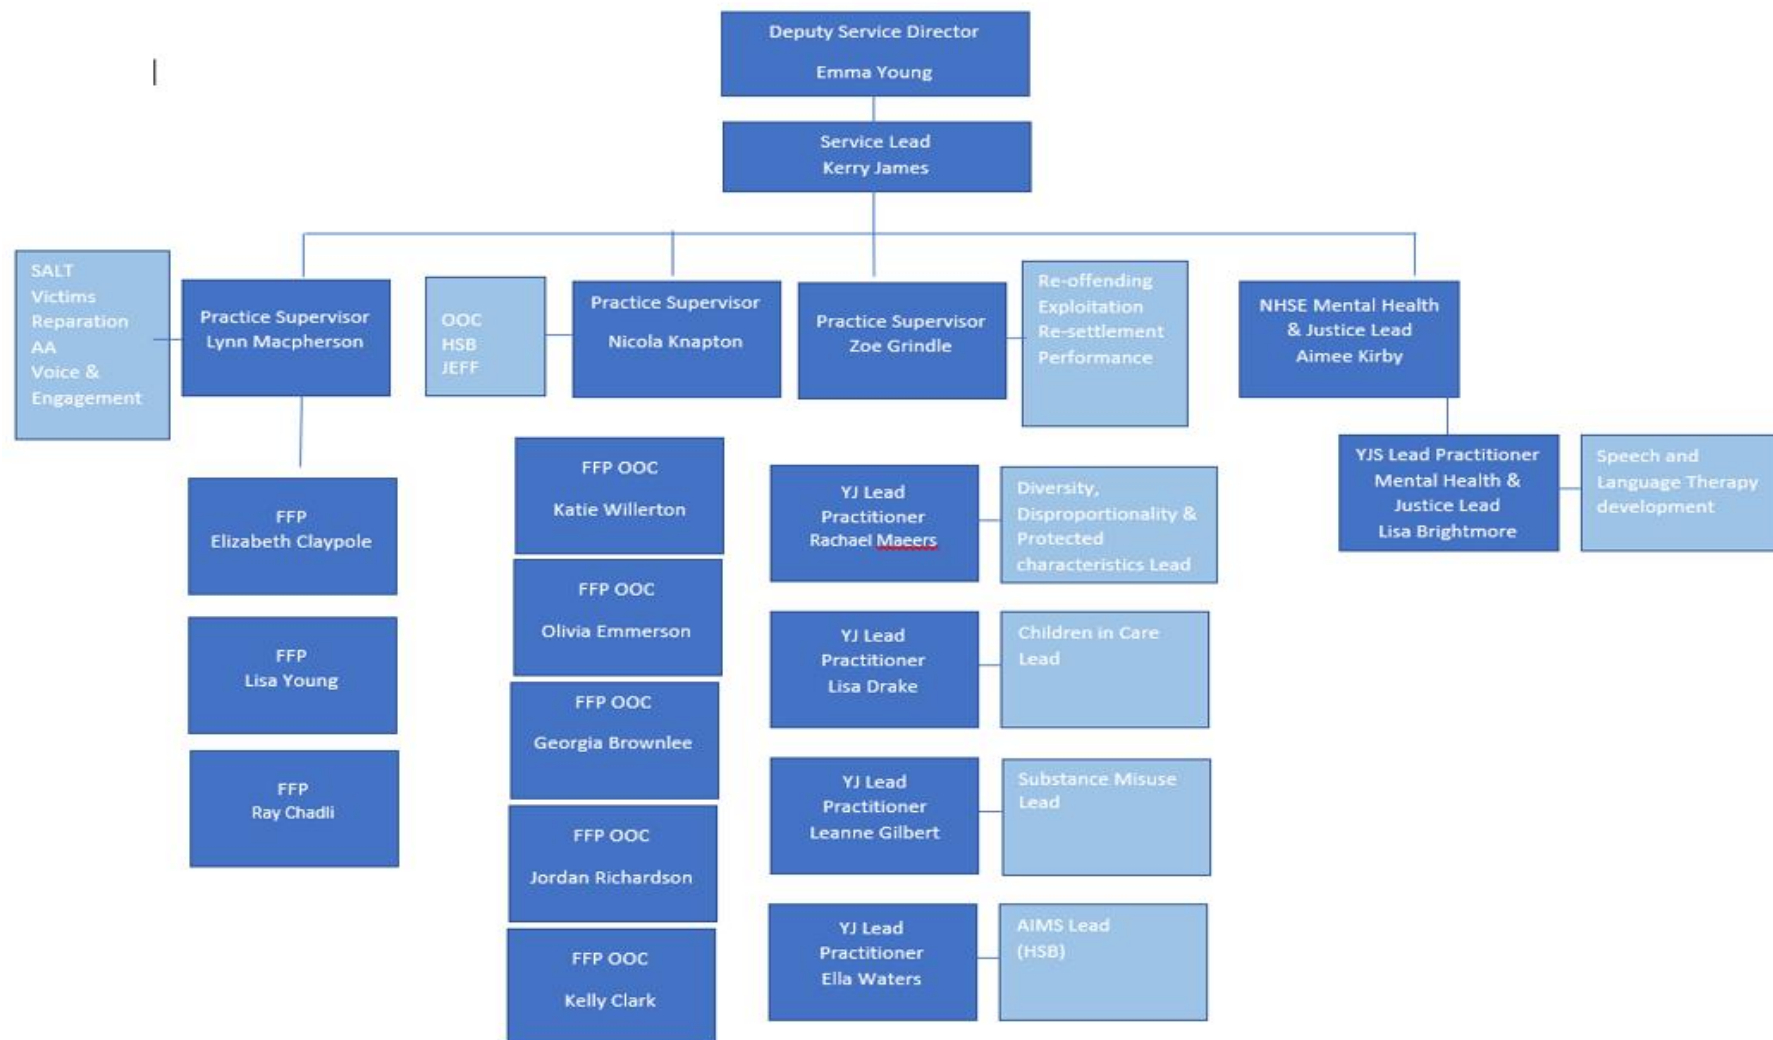 Deputy Service Director
Emma Young
Service Lead
Kerry James
SALT
Victims
Reparation
AA
Voice &
Engagement
Practice Supervisor
Lynn Macpherson
OOC
HSB
JEFF
Practice Supervisor
Nicola Knapton
Practice Supervisor
Zoe Grindle
Re-offending
Exploitation
Re-settlement
Performance
NHSE Mental Health
& Justice Lead
Aimee Kirby
YJS Lead Practitioner
Mental Health &
Justice Lead
Lisa Brightmore
Speech and
Language Therapy
development
FFP
Elizabeth Claypole
FFP
Lisa Young
FFP
Ray Chadli
FFP OOC
Katie Willerton
FFP OOC
Olivia Emmerson
FFP OOC
Georgia Brownlee
FFP OOC
Jordan Richardson
FFP OOC
Kelly Clark
YJ Lead
Practitioner
Rachael Maeers
Diversity,
Disproportionality &
Protected
characteristics Lead
YJ Lead
Practitioner
Lisa Drake
Children in Care
Lead
YJ Lead
Practitioner
Leanne Gilbert
Substance Misuse
Lead
YJ Lead
Practitioner
Ella Waters
AIMS Lead
(HSB)